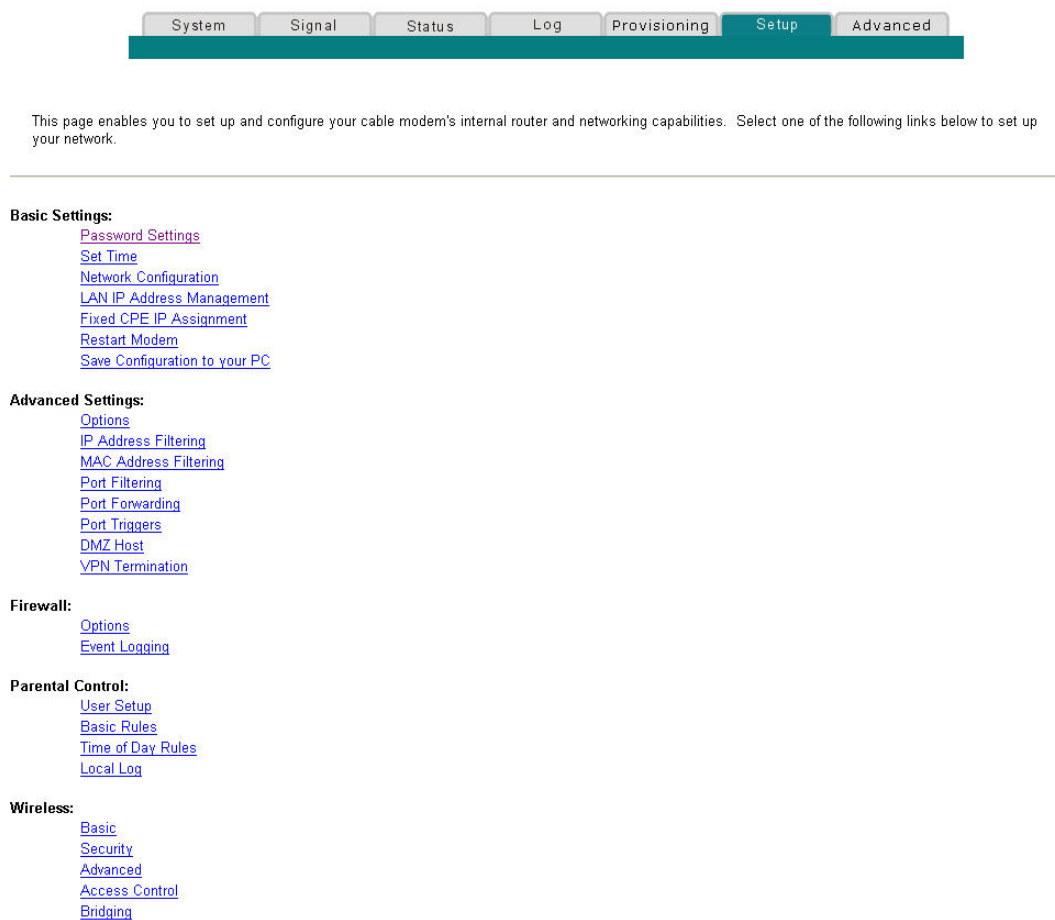 System Signal Status Log Provisioning Setup Advanced
This page enables you to set up and configure your cable modem's internal router and networking capabilities. Select one of the following links below to set up
your network.
Basic Settings:
Password Settings
Set Time
Network Configuration
LAN IP Address Management
Fixed CPE IP Assignment
Restart Modem
Save Configuration to your PC
Advanced Settings:
Options
IP Address Filtering
MAC Address Filtering
Port Filtering
Port Forwarding
Port Triggers
DMZ Host
VPN Termination
Firewall:
Options
Event Logging
Parental Control:
User Setup
Basic Rules
Time of Day Rules
Local Log
Wireless:
Basic
Security
Advanced
Access Control
Bridging